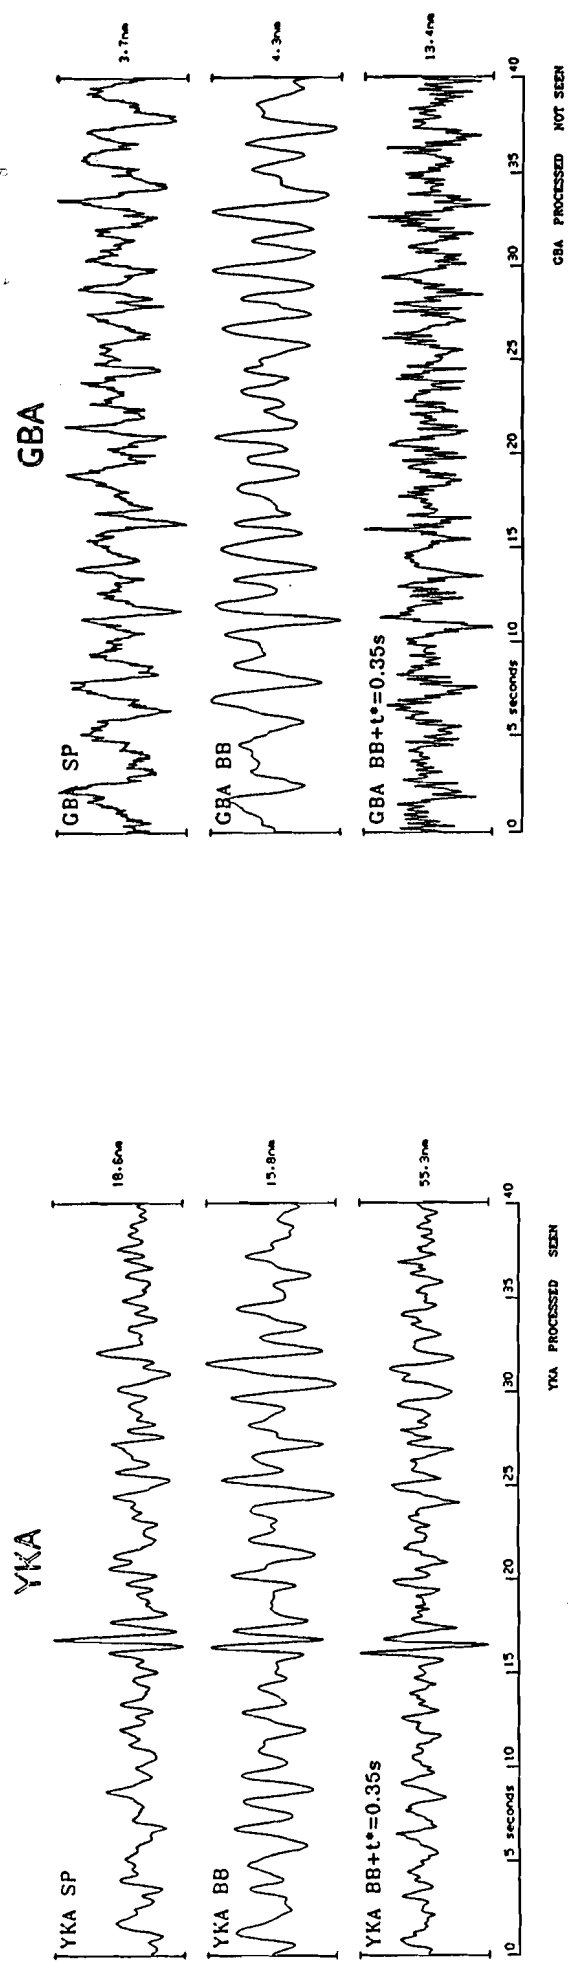 YKA
YKA SP
18.6nm
YKA BB
15.8nm
YKA BB+t*=0.35s
55.3nm
0 5 seconds 10 15 20 25 30 35 40
YKA PROCESSED SEEN
GBA
GBA SP
3.7nm
GBA BB
4.3nm
GBA BB+t*=0.35s
13.4nm
0 5 seconds 10 15 20 25 30 35 40
GBA PROCESSED NOT SEEN